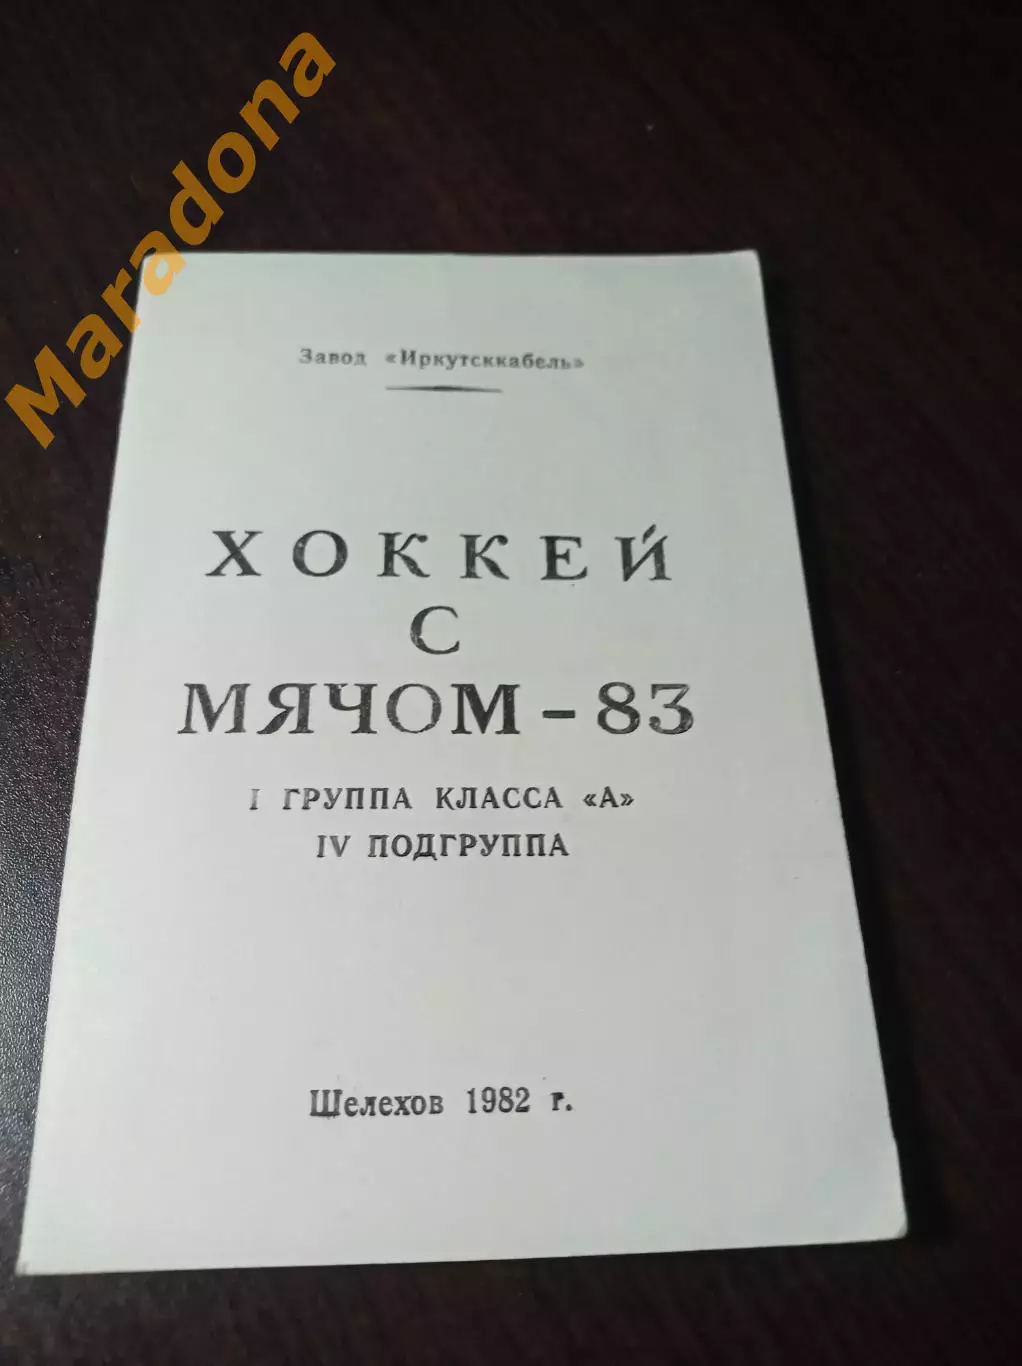 Maradona
Завод «Иркутсккабель»
ХОККЕЙ
С
МЯЧОМ-83
I ГРУППА КЛАССА «А»
IV ПОДГРУППА
Шелехов 1982 г.